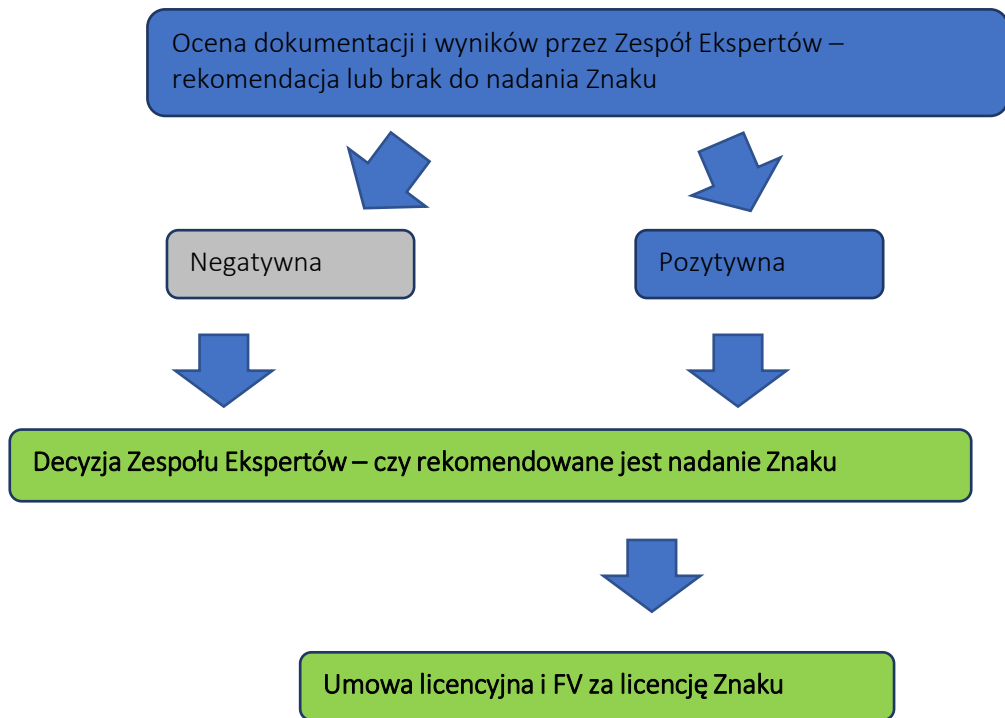 Ocena dokumentacji i wyników przez Zespół Ekspertów –
rekomendacja lub brak do nadania Znaku
Negatywna
Pozytywna
Decyzja Zespołu Ekspertów – czy rekomendowane jest nadanie Znaku
Umowa licencyjna i FV za licencję Znaku